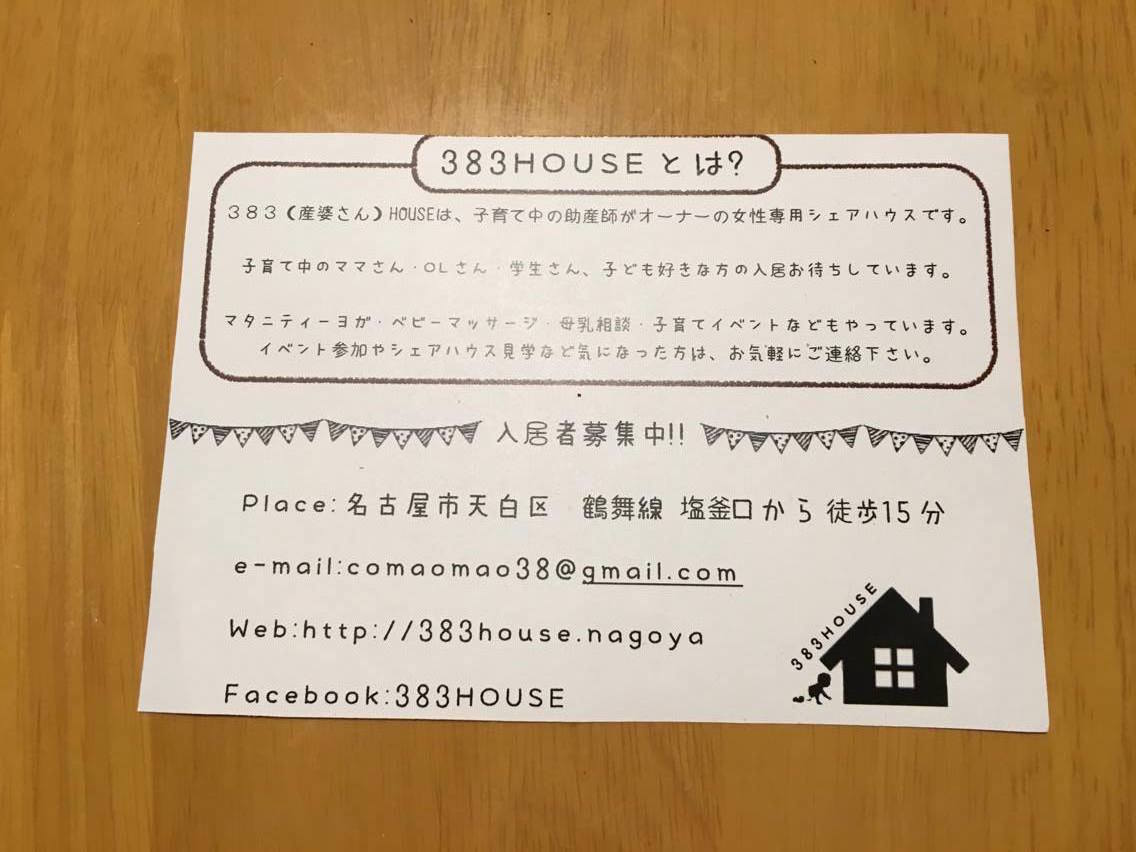 383HOUSE とは?
383(産婆さん)HOUSEは、子育て中の助産師がオーナーの女性専用シェアハウスです。
子育て中のママさん・OLさん・学生さん、子ども好きな方の入居お待ちしています。
マタニティーヨガ・ベビーマッサージ・母乳相談・子育てイベントなどもやっています。
イベント参加やシェアハウス見学など気になった方は、お気軽にご連絡下さい。
入居者募集中!!
Place:名古屋市天白区 鶴舞線 塩釜口から徒歩15分
e-mail:comaomao38@gmail.com
Web:http://383house.nagoya
Facebook:383HOUSE
383HOUSE